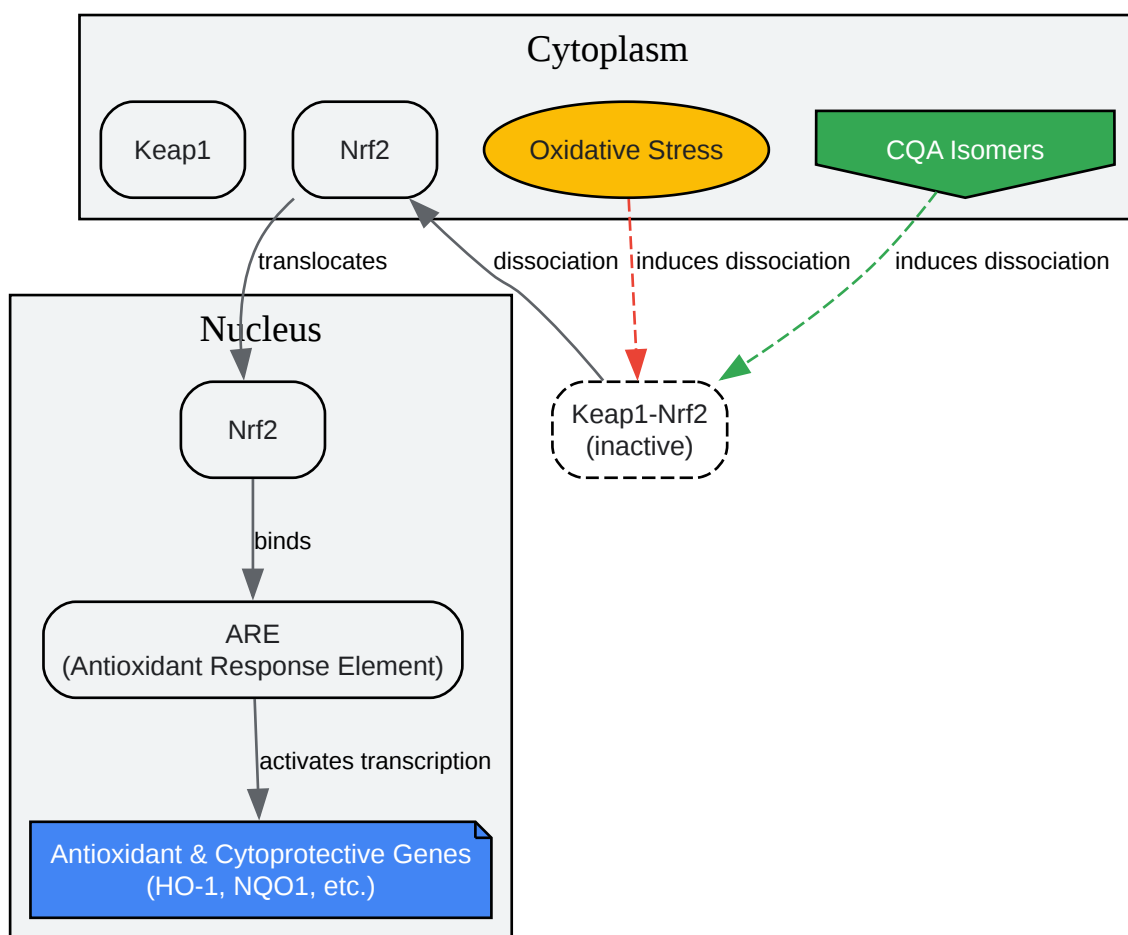 Cytoplasm
Keap1
Nrf2
Oxidative Stress
CQA Isomers
translocates
dissociation
induces dissociation
induces dissociation
Nucleus
Nrf2
Keap1-Nrf2
(inactive)
binds
ARE
(Antioxidant Response Element)
activates transcription
Antioxidant & Cytoprotective Genes
(HO-1, NQO1, etc.)